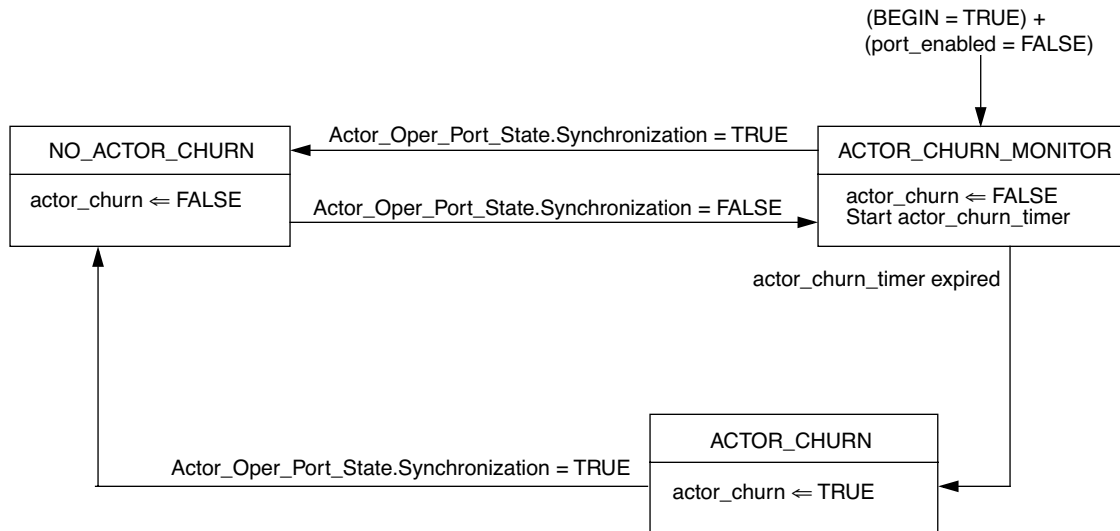 (BEGIN = TRUE) +
(port_enabled = FALSE)
Actor_Oper_Port_State.Synchronization = TRUE
NO_ACTOR_CHURN
ACTOR_CHURN_MONITOR
actor_churn ⇐ FALSE
Actor_Oper_Port_State.Synchronization = FALSE
actor_churn ⇐ FALSE
Start actor_churn_timer
actor_churn_timer expired
ACTOR_CHURN
Actor_Oper_Port_State.Synchronization = TRUE
actor_churn ⇐ TRUE